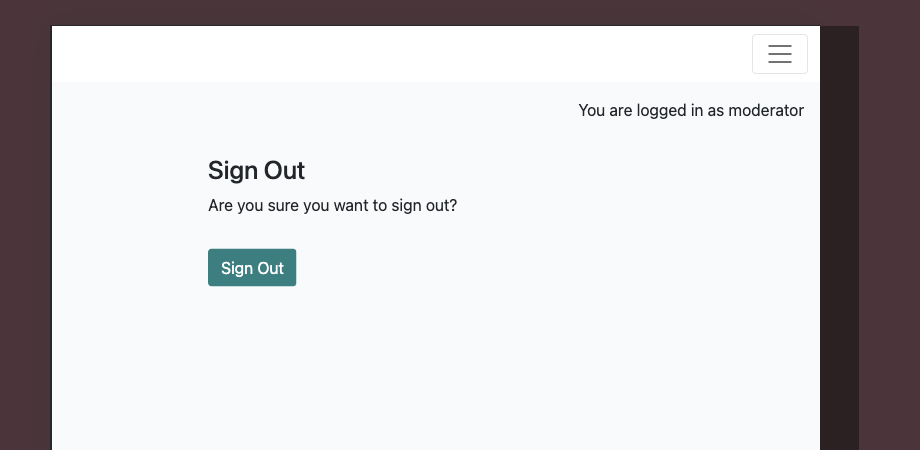 You are logged in as moderator
Sign Out
Are you sure you want to sign out?
Sign Out